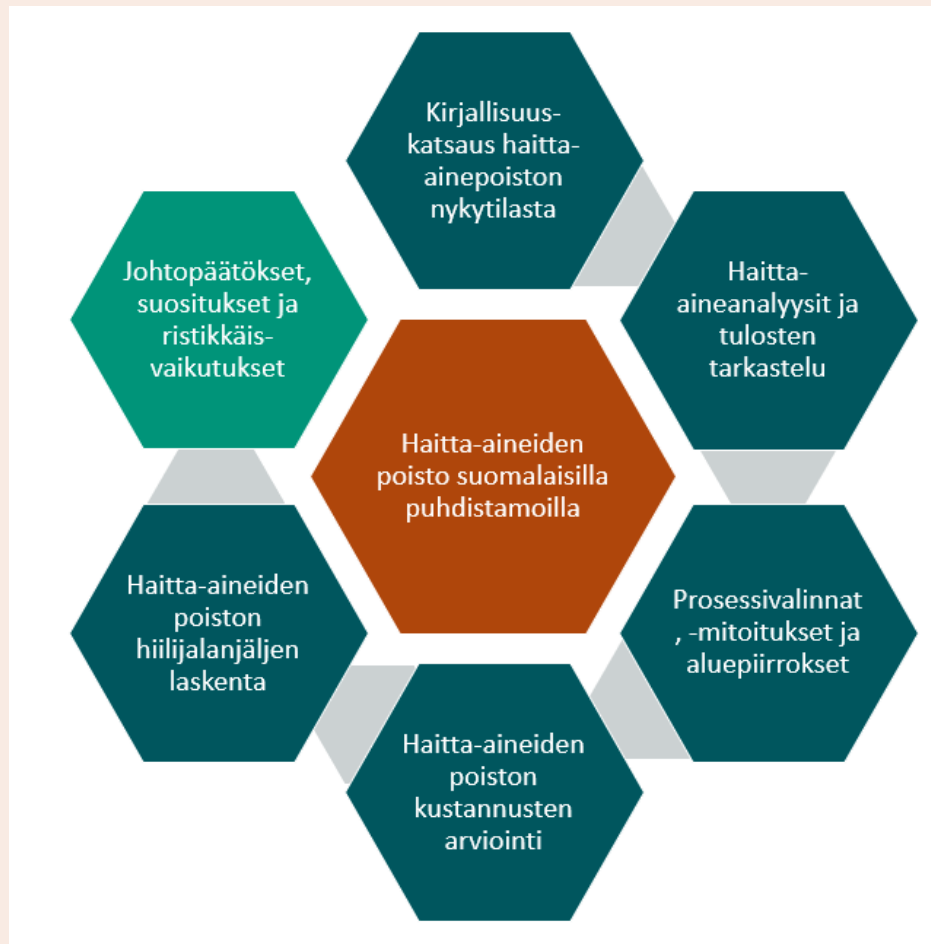 Kirjallisuus-
katsaus haitta-
ainepoiston
nykytilasta
Haitta-
aineanalyysit ja
tulosten
tarkastelu
Prosessivalinnat
, -mitoitukset ja
aluepiirrokset
Haitta-aineiden
poiston
kustannusten
arviointi
Haitta-aineiden
poiston
hiilijalanjäljen
laskenta
Johtopäätökset,
suositukset ja
ristikkäis-
vaikutukset
Haitta-aineiden
poisto suomalaisilla
puhdistamoilla